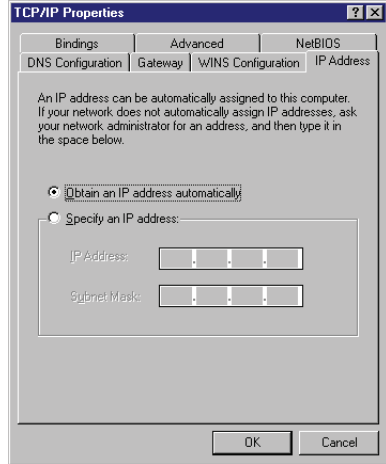 TCP/IP Properties
Bindings
Advanced
NetBIOS
DNS Configuration
Gateway
WINS Configuration
IP Address
An IP address can be automatically assigned to this computer.
If your network does not automatically assign IP addresses, ask
your network administrator for an address, and then type it in
the space below.
Obtain an IP address automatically
Specify an IP address:
IP Address:
Subnet Mask:
OK
Cancel